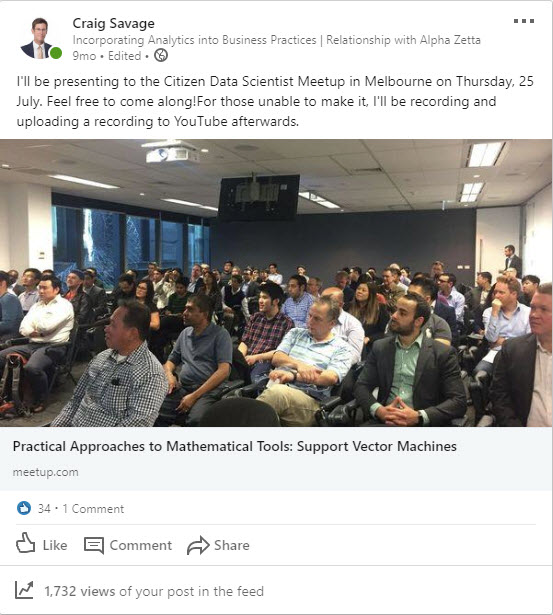 Craig Savage
Incorporating Analytics into Business Practices | Relationship with Alpha Zetta
9mo • Edited •
I'll be presenting to the Citizen Data Scientist Meetup in Melbourne on Thursday, 25
July. Feel free to come along!For those unable to make it, I'll be recording and
uploading a recording to YouTube afterwards.
Practical Approaches to Mathematical Tools: Support Vector Machines
meetup.com
34 • 1 Comment
Like Comment Share
1,732 views of your post in the feed